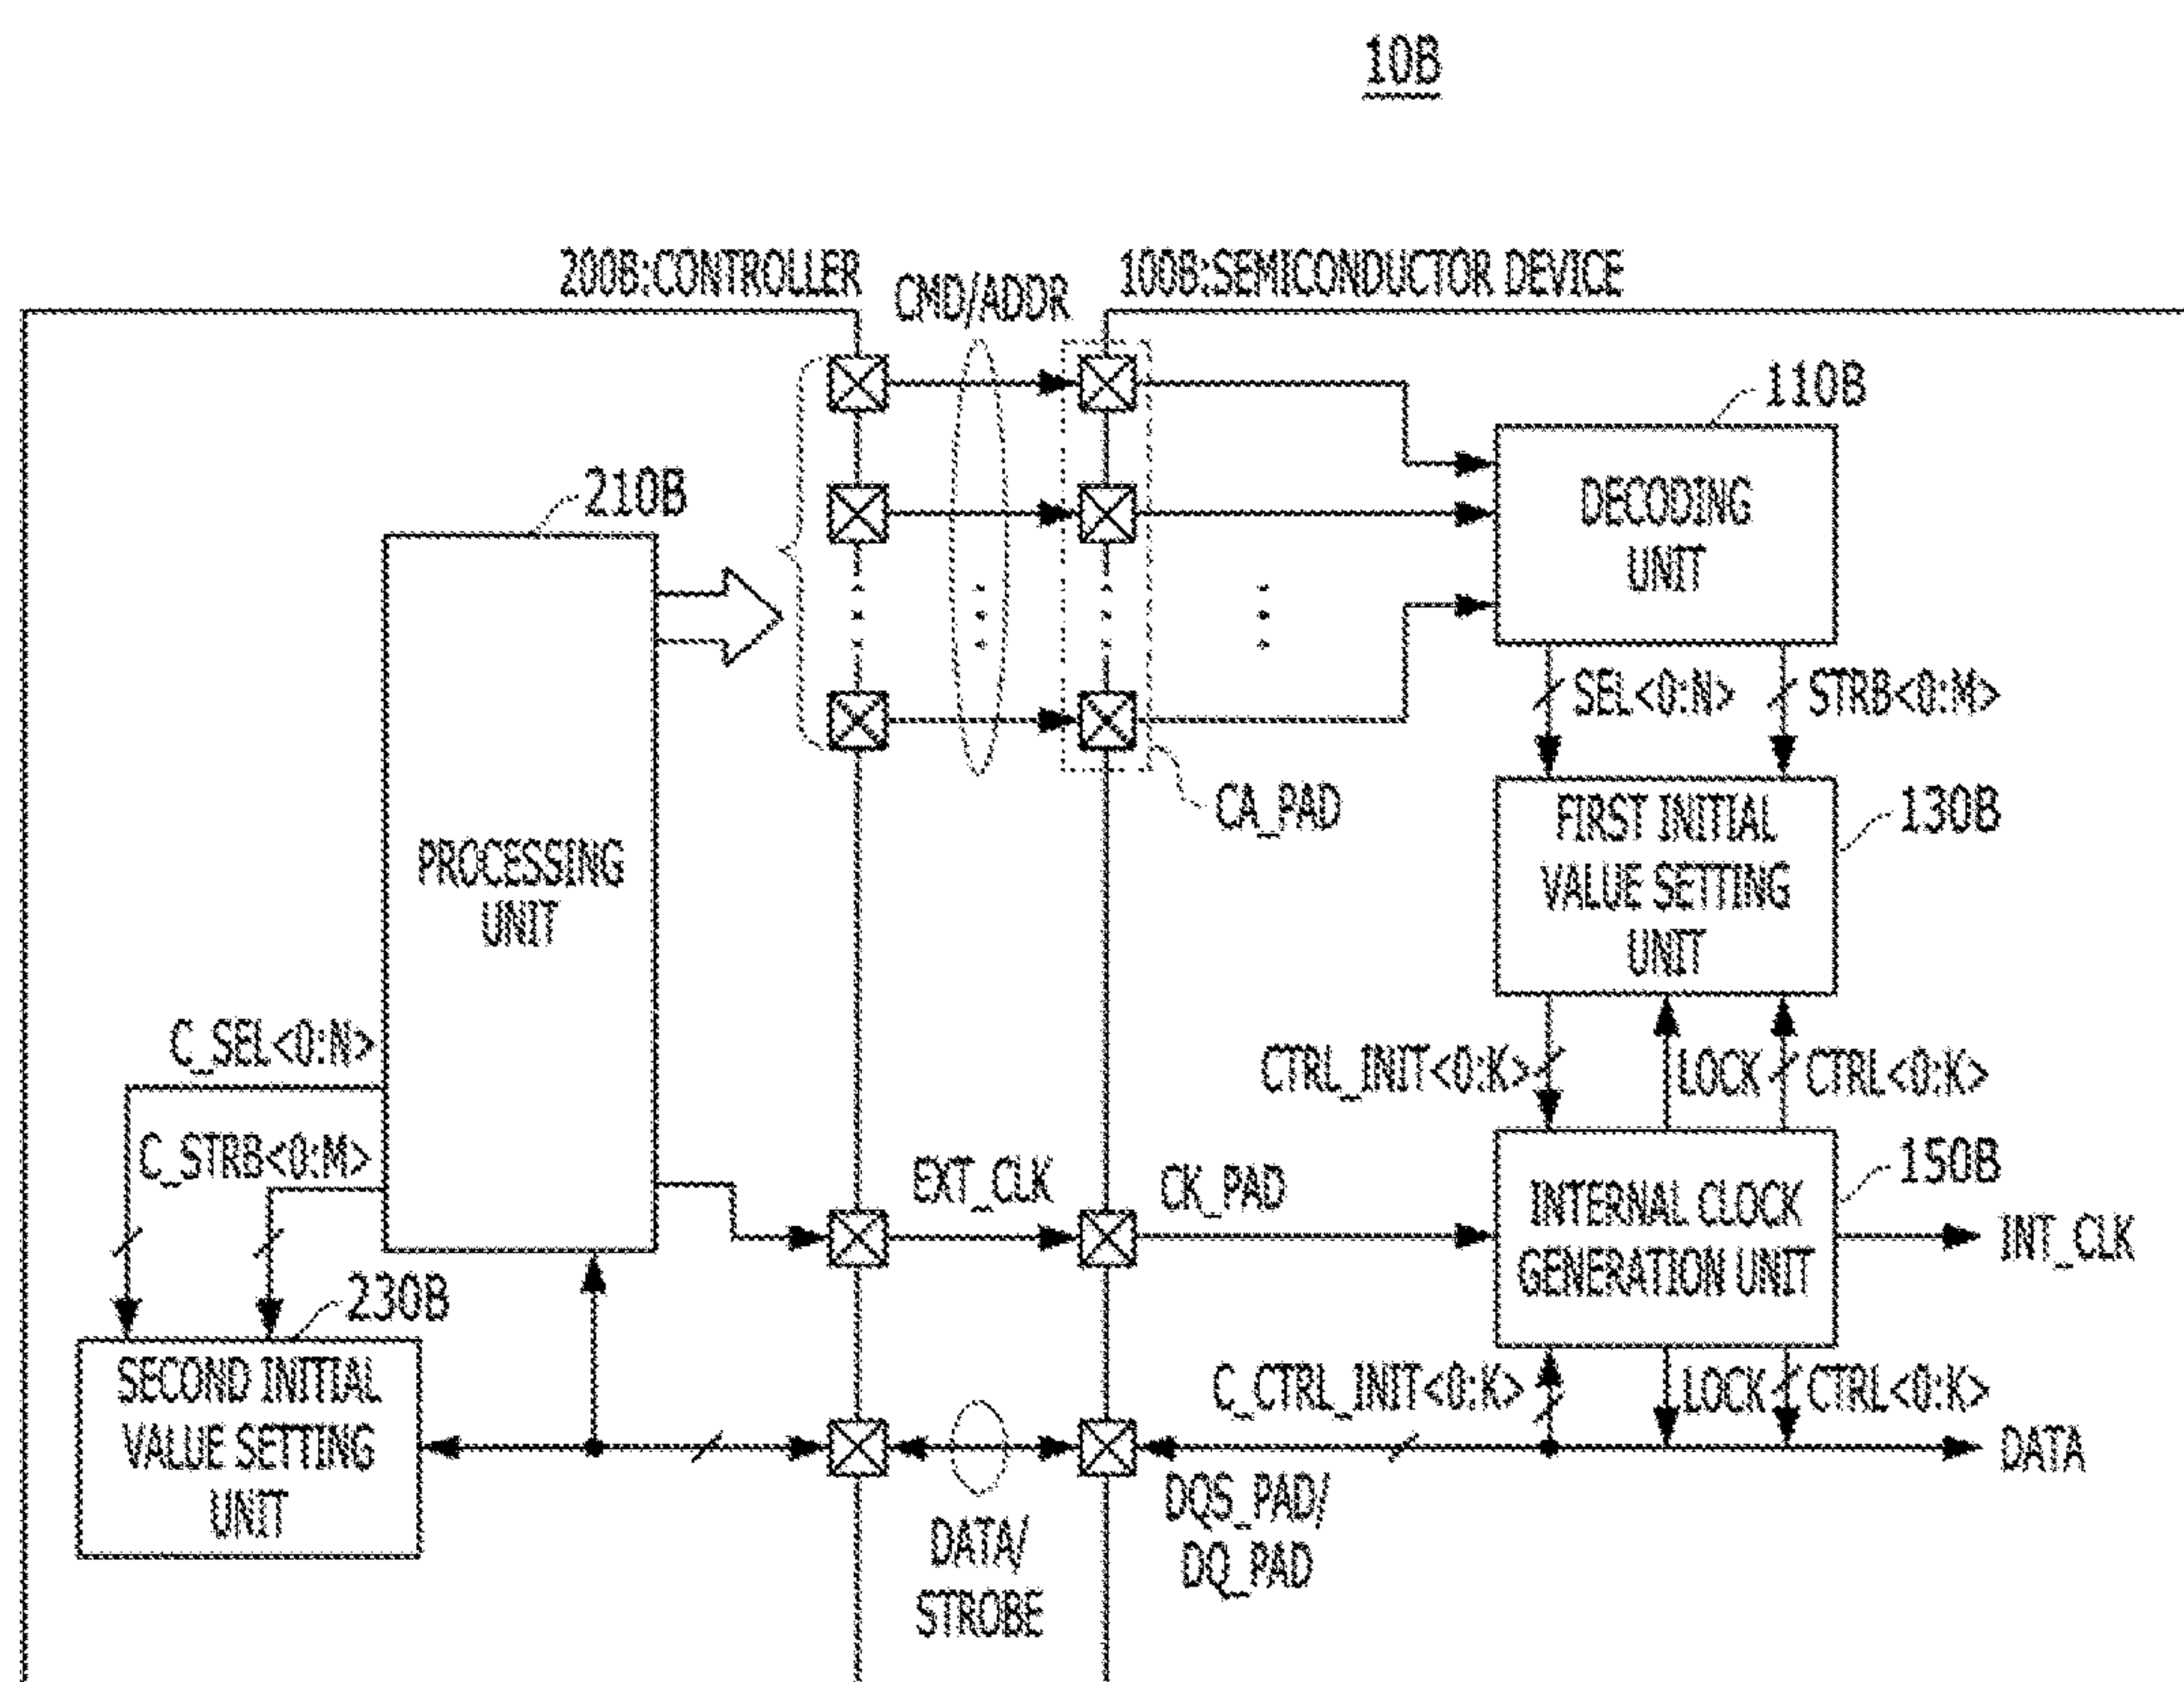 10B
200B:CONTROLLER
CMD/ADDR
100B:SEMICONDUCTOR DEVICE
110B
210B
DECODING
UNIT
SEL<0:N>
STRB<0:M>
CA_PAD
130B
FIRST INITIAL
VALUE SETTING
UNIT
PROCESSING
UNIT
C_SEL<0:N>
CTRL_INIT<0:K>
LOCK
CTRL<0:K>
C_STRB<0:M>
EXT_CLK
CK_PAD
150B
INTERNAL CLOCK
GENERATION UNIT
INT_CLK
230B
SECOND INITIAL
VALUE SETTING
UNIT
C_CTRL_INIT<0:K>
LOCK
CTRL<0:K>
DATA
DQS_PAD/
DQ_PAD
DATA/
STROBE